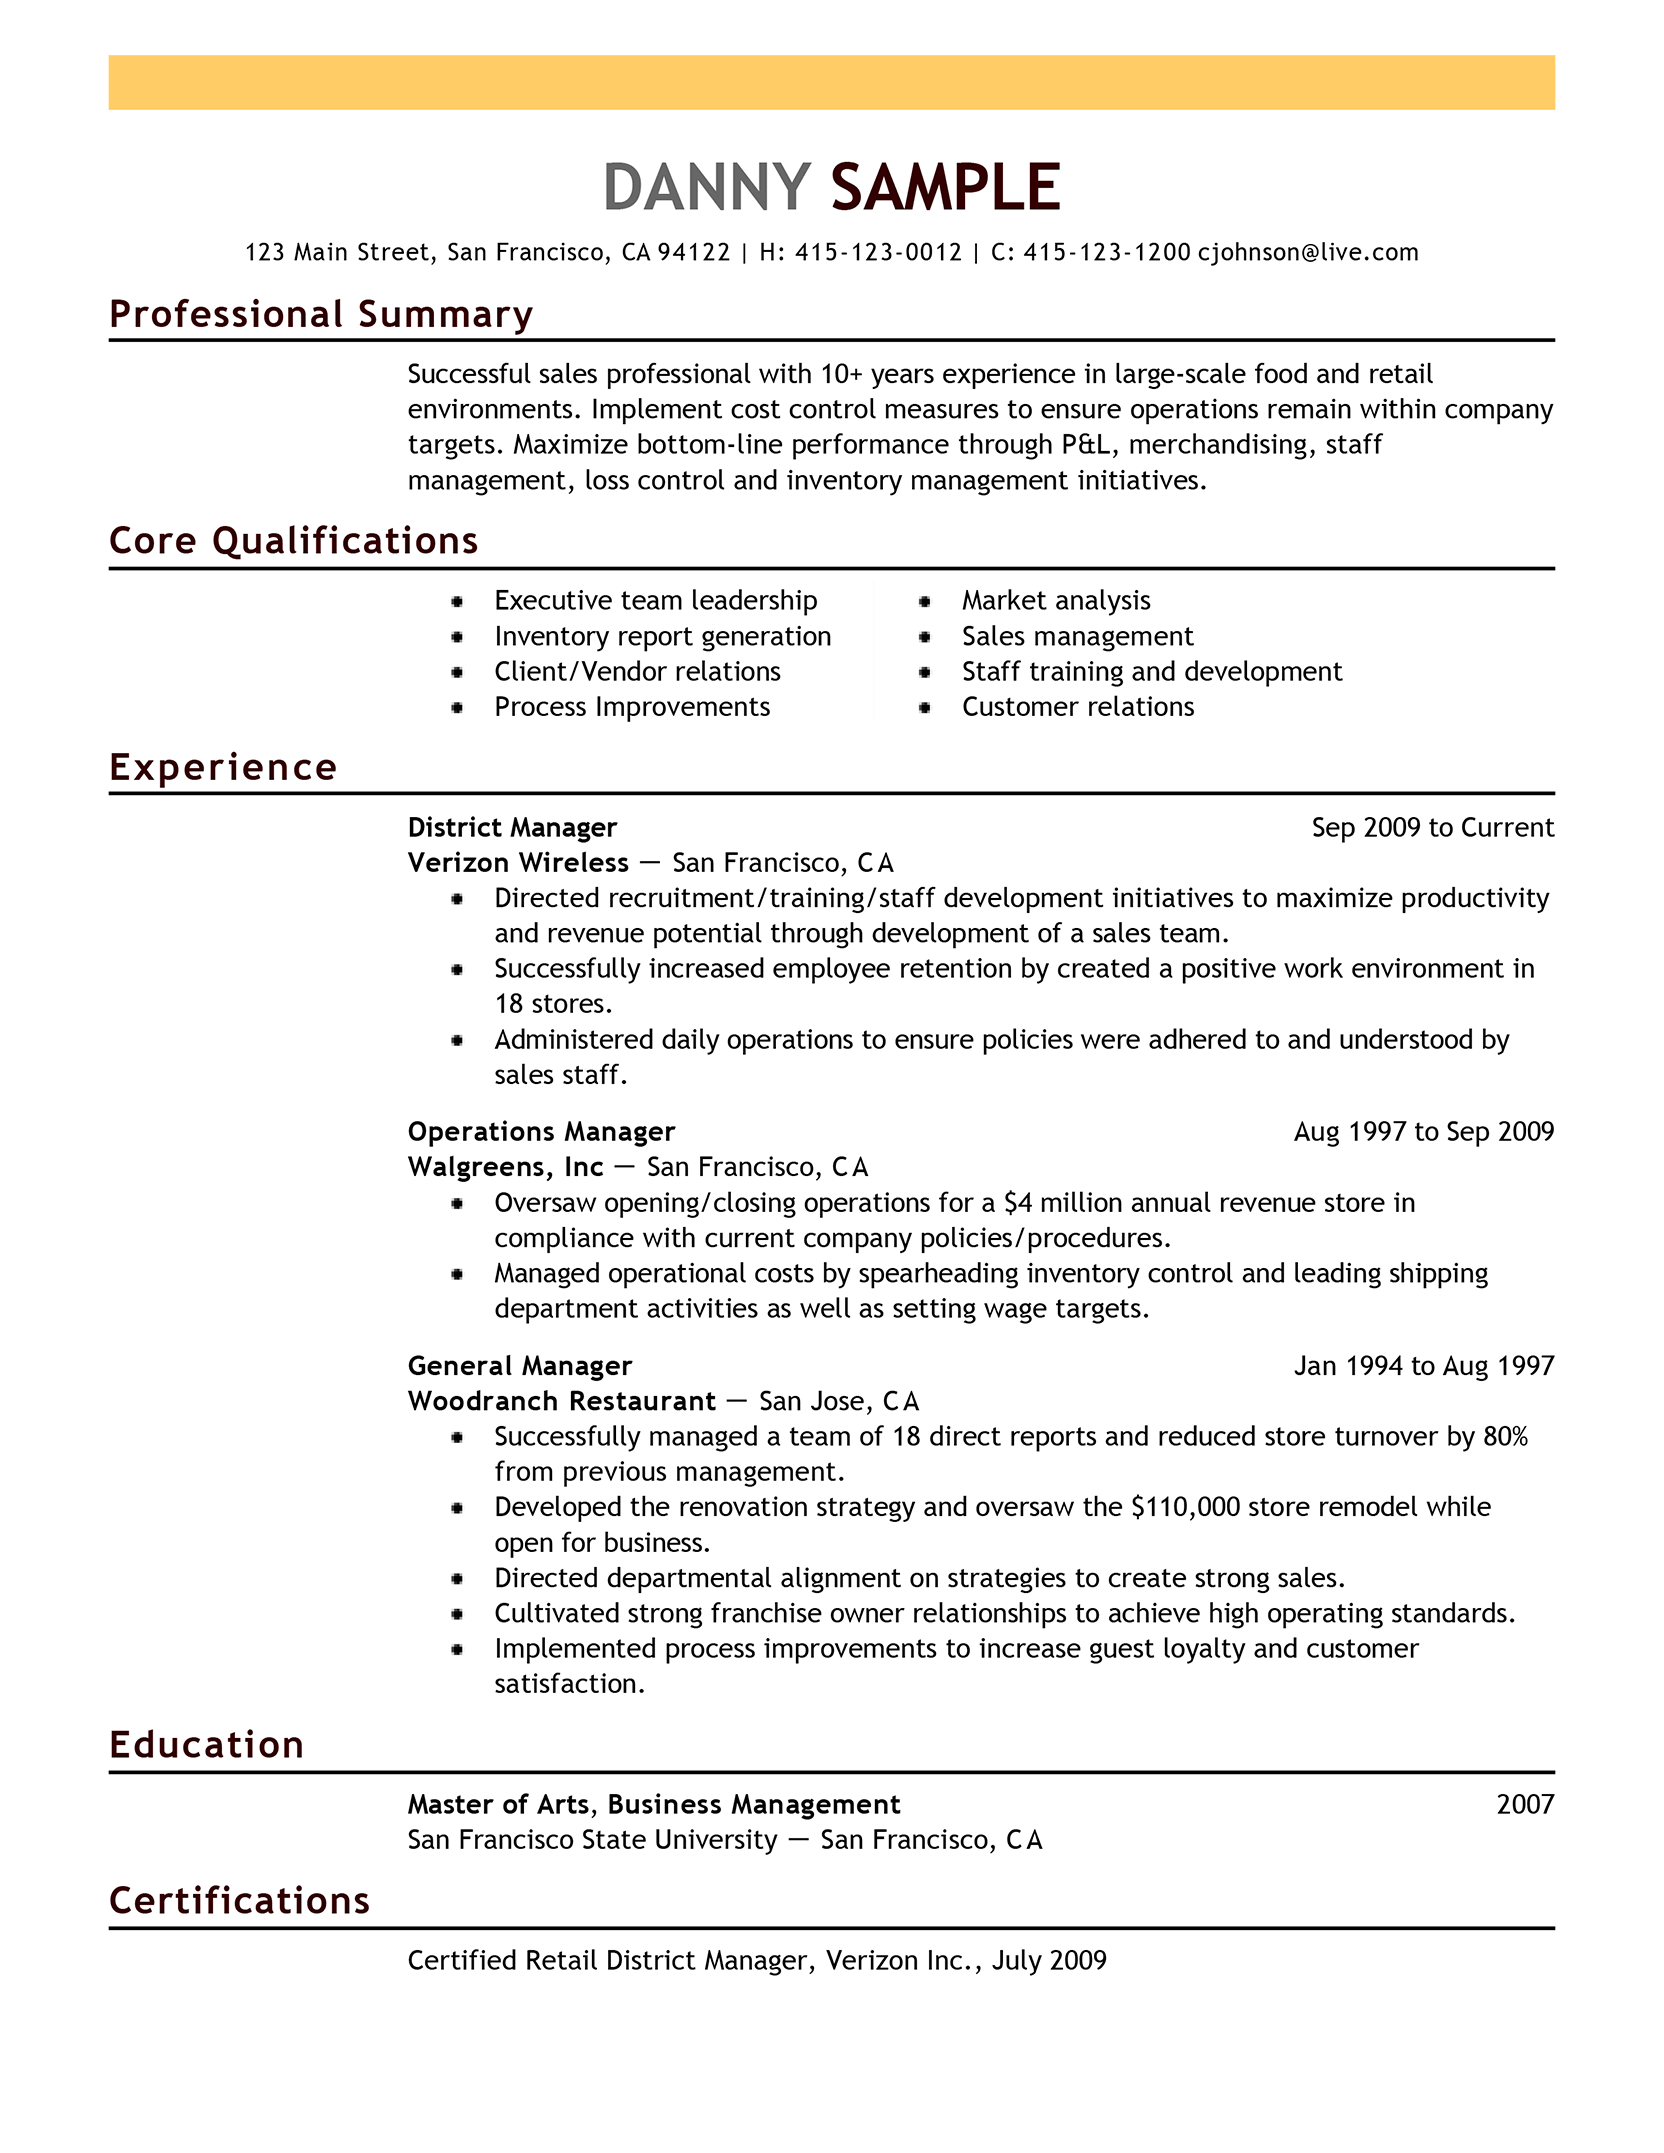 DANNY SAMPLE
123 Main Street, San Francisco, CA 94122 | H: 415-123-0012 | C: 415-123-1200 cjohnson@live.com
Professional Summary
Successful sales professional with 10+ years experience in large-scale food and retail
environments. Implement cost control measures to ensure operations remain within company
targets. Maximize bottom-line performance through P&L, merchandising, staff
management, loss control and inventory management initiatives.
Core Qualifications
• Executive team leadership
• Inventory report generation
• Client/Vendor relations
• Process Improvements
• Market analysis
• Sales management
• Staff training and development
• Customer relations
Experience
District Manager Sep 2009 to Current
Verizon Wireless — San Francisco, CA
• Directed recruitment/training/staff development initiatives to maximize productivity
and revenue potential through development of a sales team.
• Successfully increased employee retention by created a positive work environment in
18 stores.
• Administered daily operations to ensure policies were adhered to and understood by
sales staff.
Operations Manager Aug 1997 to Sep 2009
Walgreens, Inc — San Francisco, CA
• Oversaw opening/closing operations for a $4 million annual revenue store in
compliance with current company policies/procedures.
• Managed operational costs by spearheading inventory control and leading shipping
department activities as well as setting wage targets.
General Manager Jan 1994 to Aug 1997
Woodranch Restaurant — San Jose, CA
• Successfully managed a team of 18 direct reports and reduced store turnover by 80%
from previous management.
• Developed the renovation strategy and oversaw the $110,000 store remodel while
open for business.
• Directed departmental alignment on strategies to create strong sales.
• Cultivated strong franchise owner relationships to achieve high operating standards.
• Implemented process improvements to increase guest loyalty and customer
satisfaction.
Education
Master of Arts, Business Management 2007
San Francisco State University — San Francisco, CA
Certifications
Certified Retail District Manager, Verizon Inc., July 2009